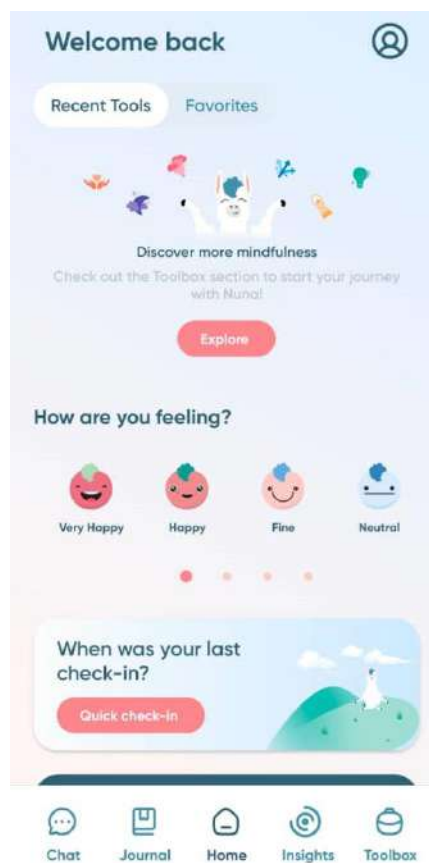 Welcome back
Recent Tools Favorites
Discover more mindfulness
Check out the Toolbox section to start your journey
with Nuna!
Explore
How are you feeling?
Very Happy Happy Fine Neutral
When was your last
check-in?
Quick check-in
Chat Journal Home Insights Toolbox